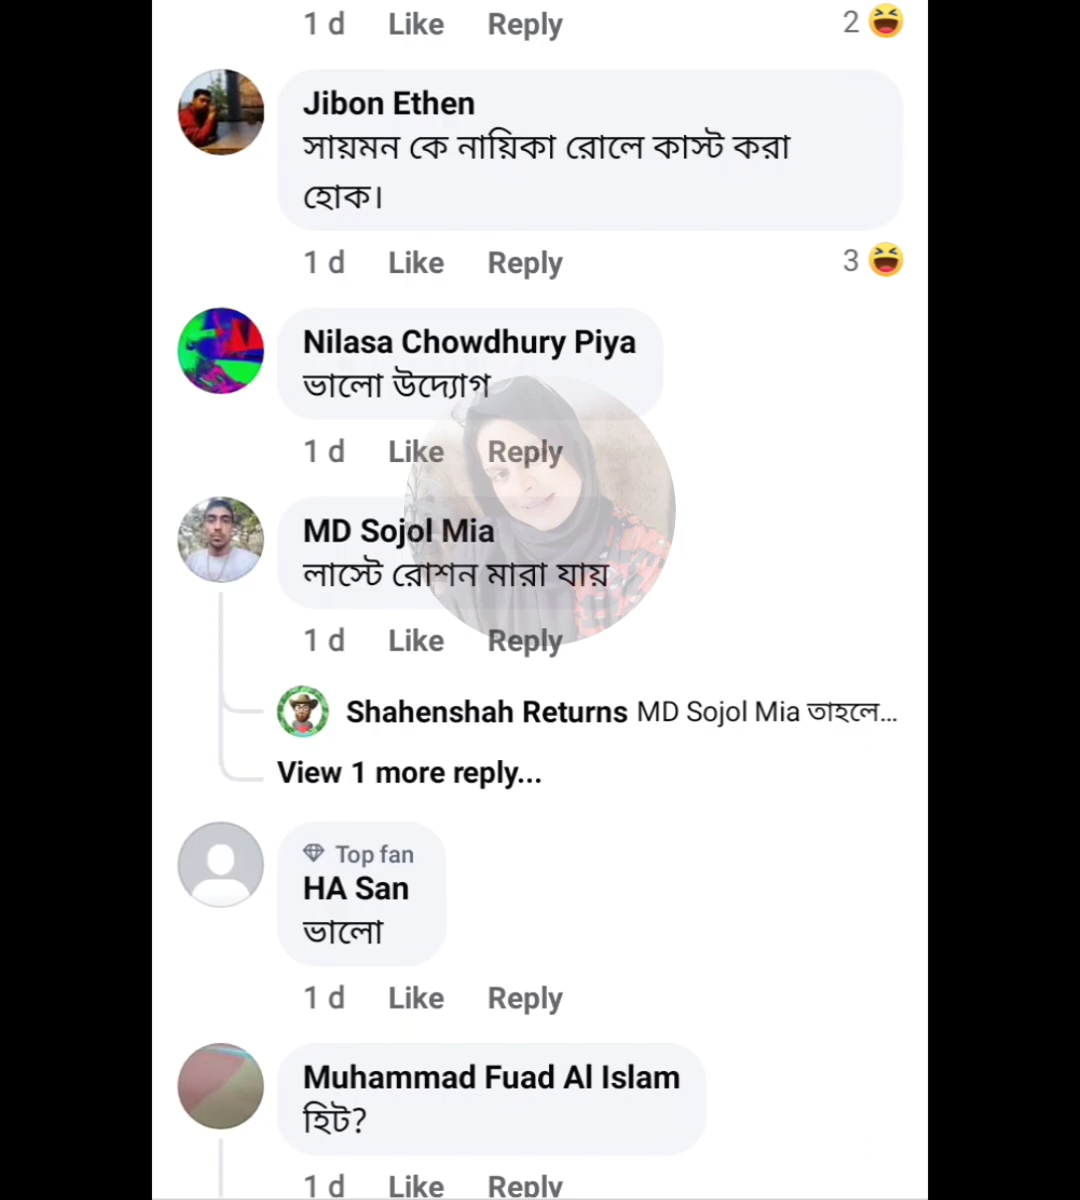 1 d Like Reply 2
Jibon Ethen
সায়মন কে নায়িকা রোলে কাস্ট করা
হোক।
1 d Like Reply 3
Nilasa Chowdhury Piya
ভালো উদ্যোগ
1 d Like Reply
MD Sojol Mia
লাস্টে রোশন মারা যায়
1 d Like Reply
Shahenshah Returns MD Sojol Mia তাহলে...
View 1 more reply...
Top fan
HA San
ভালো
1 d Like Reply
Muhammad Fuad Al Islam
হিট?
1 d Like Reply